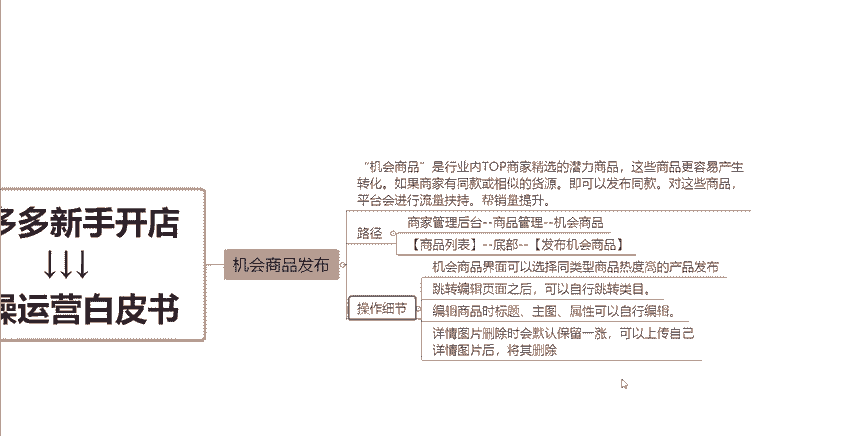 多多新手开店
↓↓↓
操运营白皮书
机会商品发布
“机会商品”是行业内TOP商家精选的潜力商品，这些商品更容易产生
转化。如果商家有同款或相似的货源。即可以发布同款。对这些商品，
平台会进行流量扶持。帮销量提升。
路径
商家管理后台--商品管理--机会商品
【商品列表】--底部--【发布机会商品】
操作细节
机会商品界面可以选择同类型商品热度高的产品发布
跳转编辑页面之后，可以自行跳转类目。
编辑商品时标题、主图、属性可以自行编辑。
详情图片删除时会默认保留一涨，可以上传自己
详情图片后，将其删除